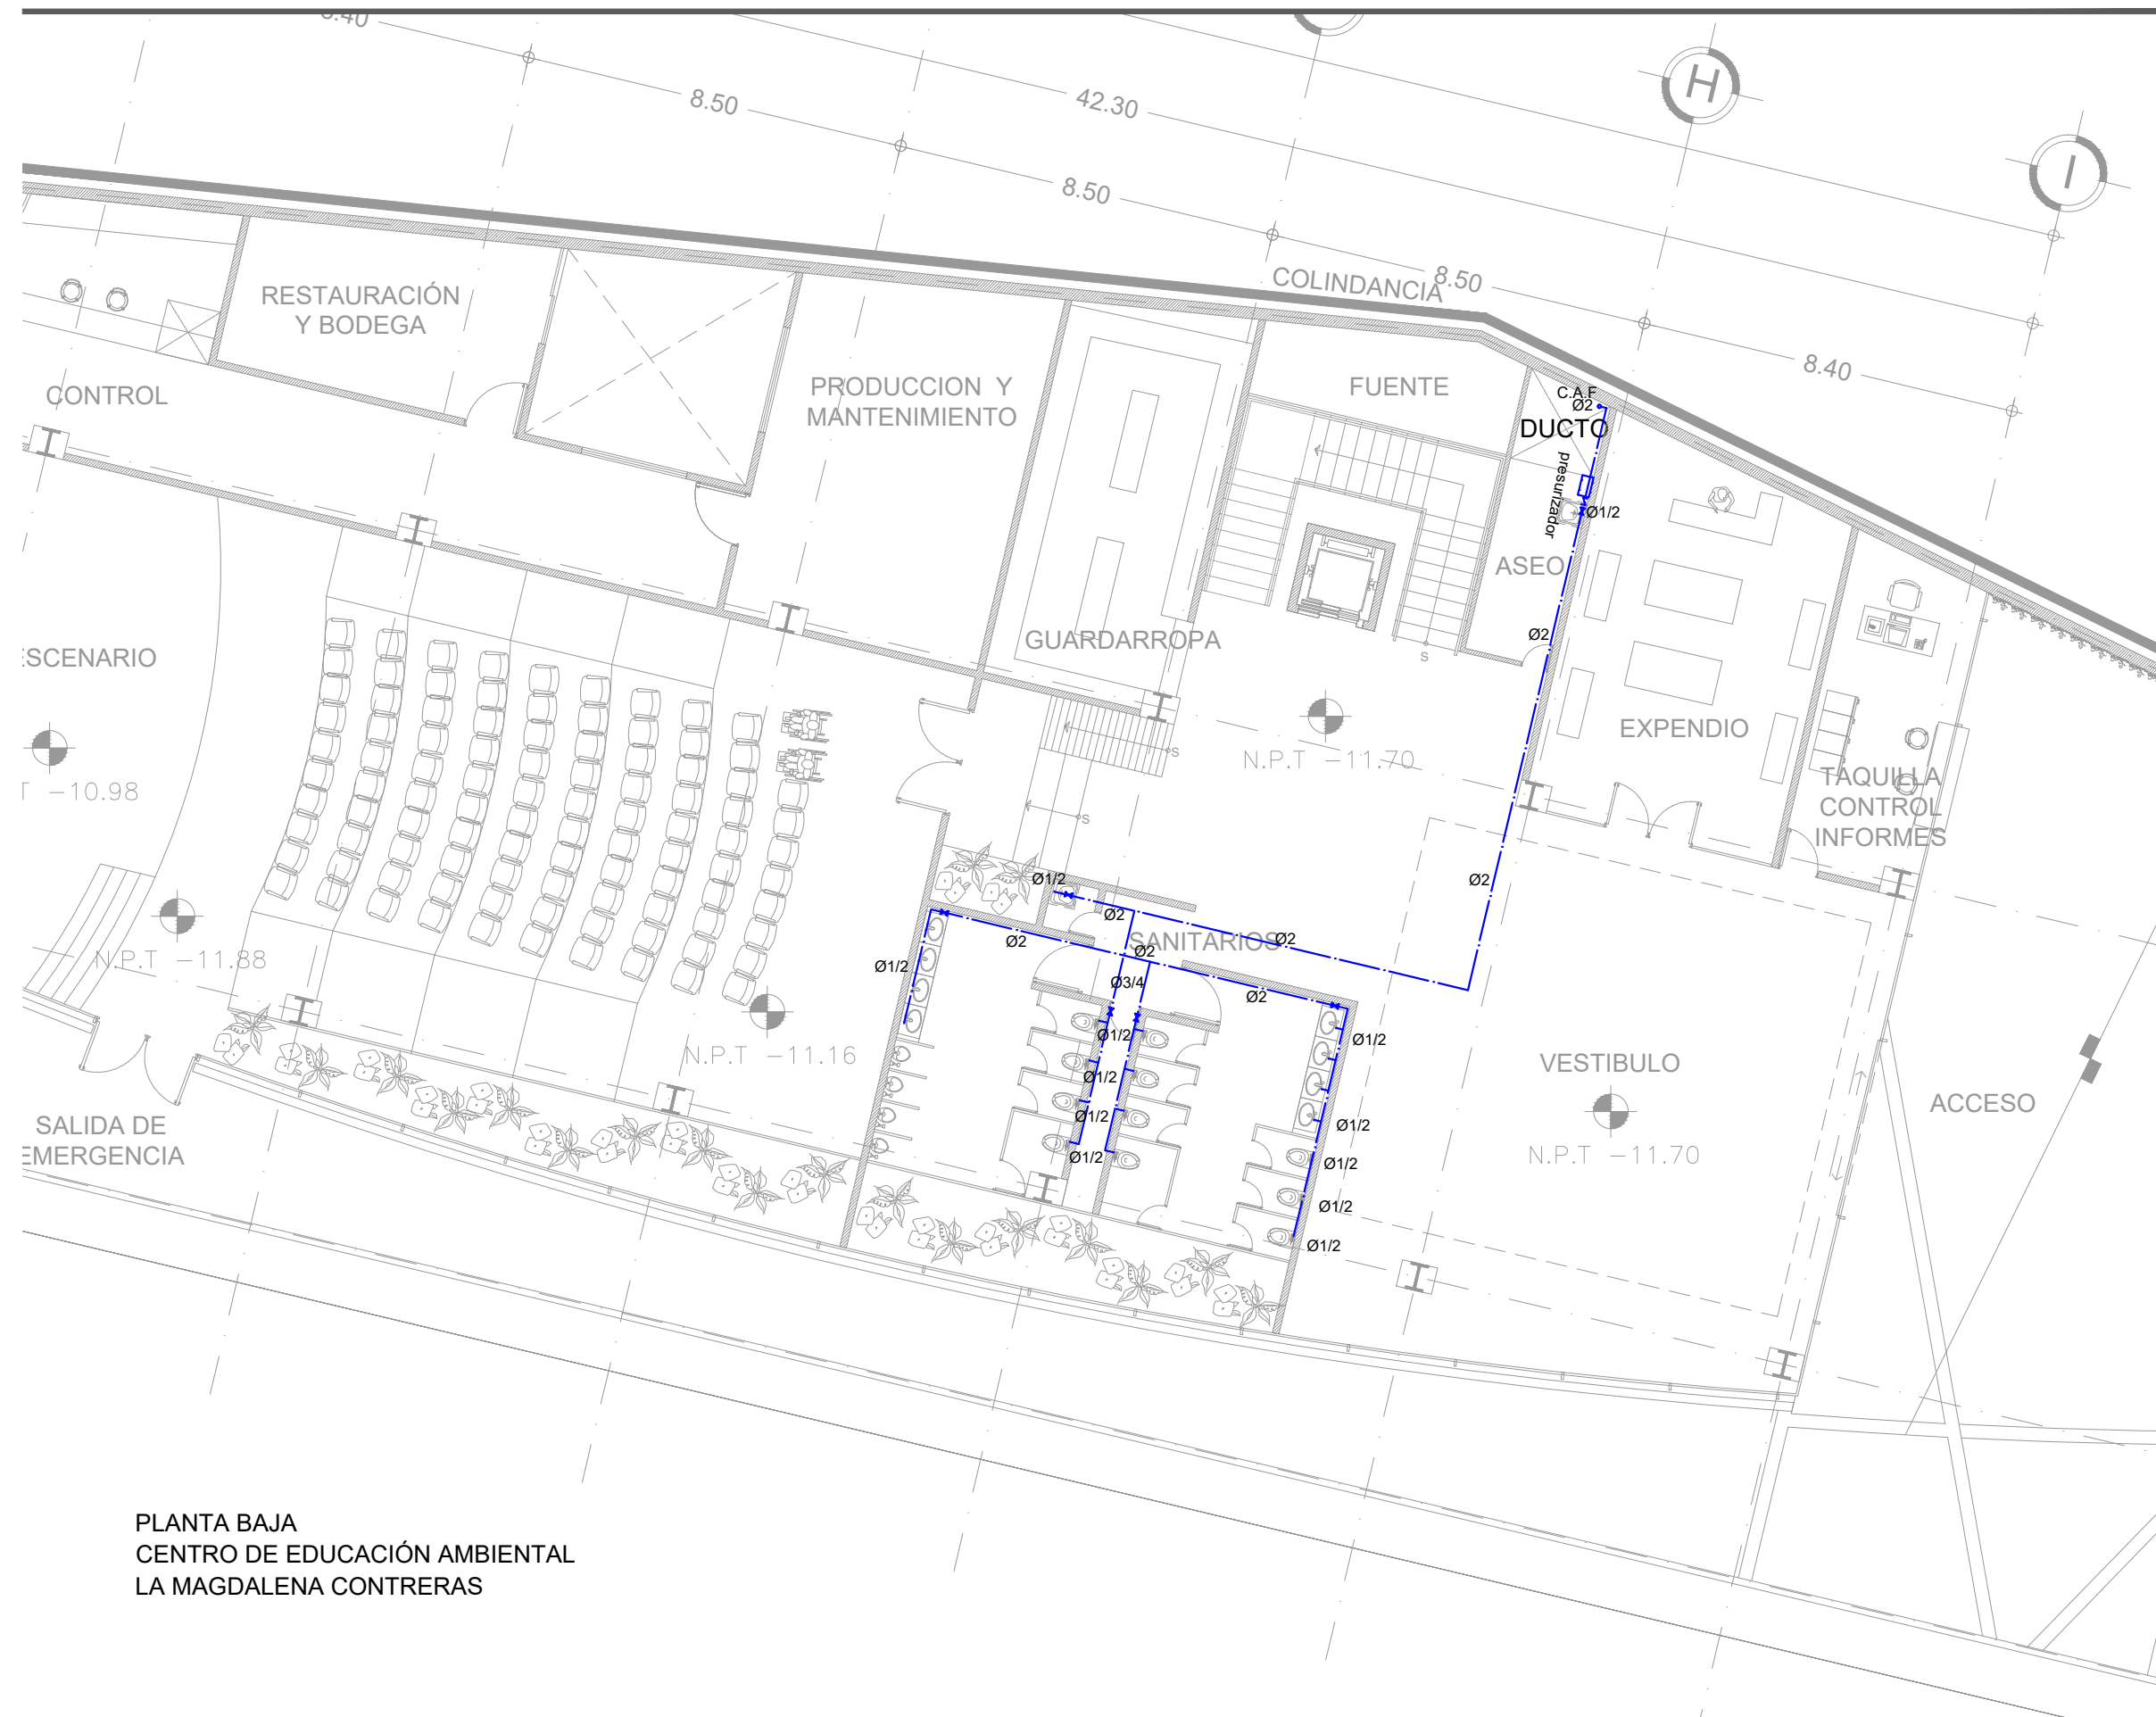 8.40
8.50
42.30
H
8.50
I
COLINDANCIA
8.50
8.40
RESTAURACIÓN
Y BODEGA
CONTROL
PRODUCCION Y
MANTENIMIENTO
FUENTE
C.A.F
Ø2
DUCTO
presurizador
Ø1/2
ASEO
Ø2
GUARDARROPA
S
ESCENARIO
N.P.T -11.70
S
EXPENDIO
T -10.98
TAQUILLA
CONTROL
INFORMES
S
Ø1/2
Ø2
Ø2
Ø2
SANITARIOS
Ø2
Ø2
N.P.T -11.88
Ø1/2
Ø3/4
Ø2
Ø1/2
Ø1/2
N.P.T -11.16
VESTIBULO
Ø1/2
ACCESO
Ø1/2
Ø1/2
SALIDA DE
EMERGENCIA
Ø1/2
Ø1/2
N.P.T -11.70
Ø1/2
Ø1/2
PLANTA BAJA
CENTRO DE EDUCACIÓN AMBIENTAL
LA MAGDALENA CONTRERAS